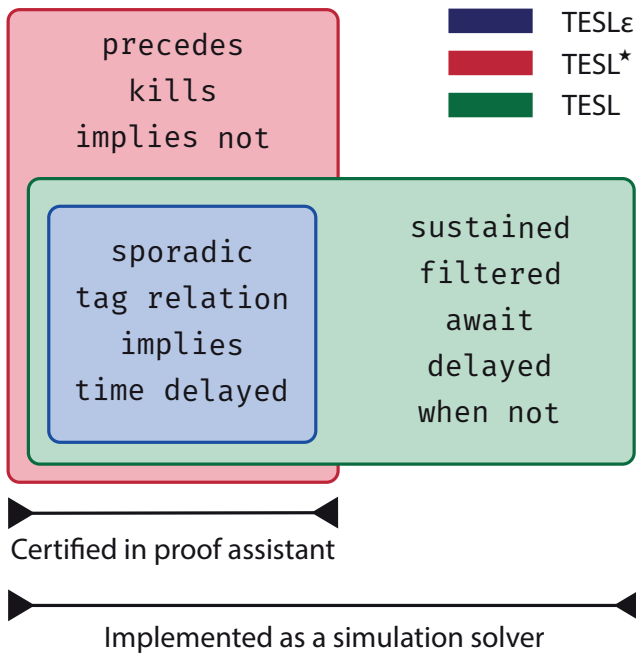 precedes
kills
implies not
TESLε
TESL★
TESL
sporadic
tag relation
implies
time delayed
sustained
filtered
await
delayed
when not
Certified in proof assistant
Implemented as a simulation solver